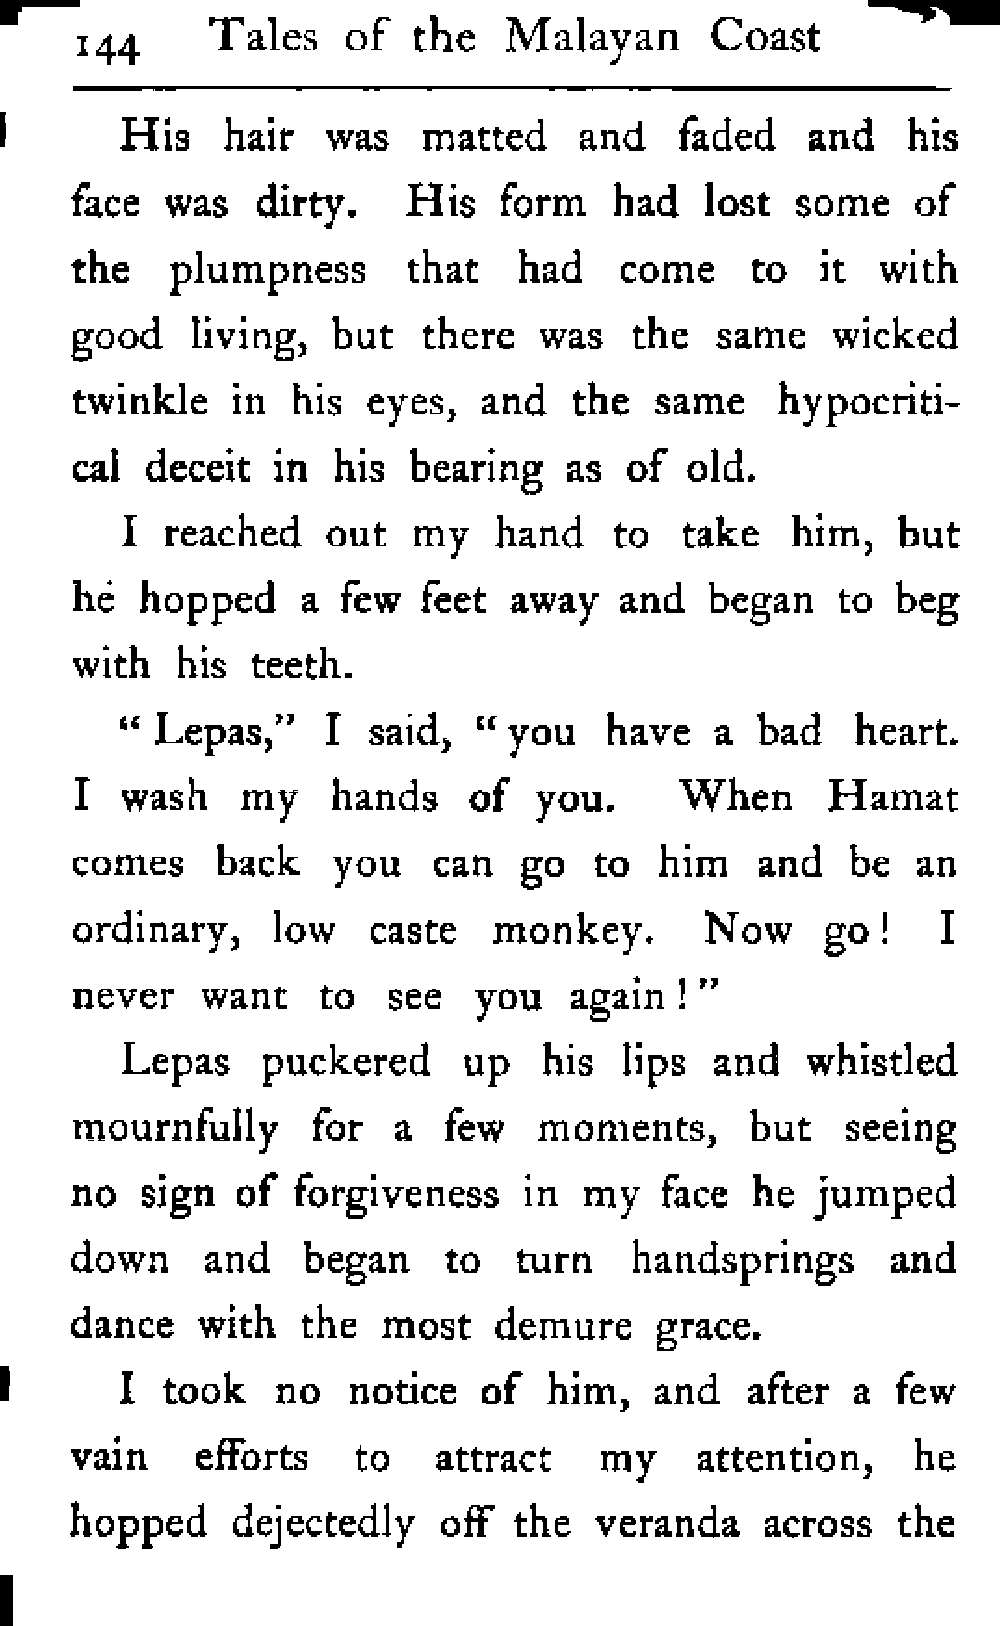 144 Tales of the Malayan Coast
His hair was matted and faded and his
face was dirty. His form had lost some of
the plumpness that had come to it with
good living, but there was the same wicked
twinkle in his eyes, and the same hypocriti-
cal deceit in his bearing as of old.
I reached out my hand to take him, but
he hopped a few feet away and began to beg
with his teeth.
“ Lepas,” I said, “ you have a bad heart.
I wash my hands of you. When Hamat
comes back you can go to him and be an
ordinary, low caste monkey. Now go ! I
never want to see you again ! ”
Lepas puckered up his lips and whistled
mournfully for a few moments, but seeing
no sign of forgiveness in my face he jumped
down and began to turn handsprings and
dance with the most demure grace.
I took no notice of him, and after a few
vain efforts to attract my attention, he
hopped dejectedly off the veranda across the